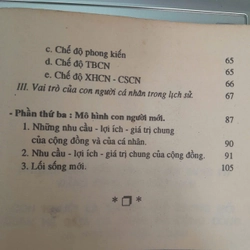 c. Chế độ phong kiến 65
d. Chế độ TBCN 65
e. Chế độ XHCN - CSCN 66
III. Vai trò của con người cá nhân trong lịch sử. 67
- Phần thứ ba : Mô hình con người mới. 87
1. Những nhu cầu - lợi ích - giá trị chung
của cộng đồng và của cá nhân. 90
2. Nhu cầu - lợi ích - giá trị chung của cộng đồng. 91
3. Lối sống mới. 105